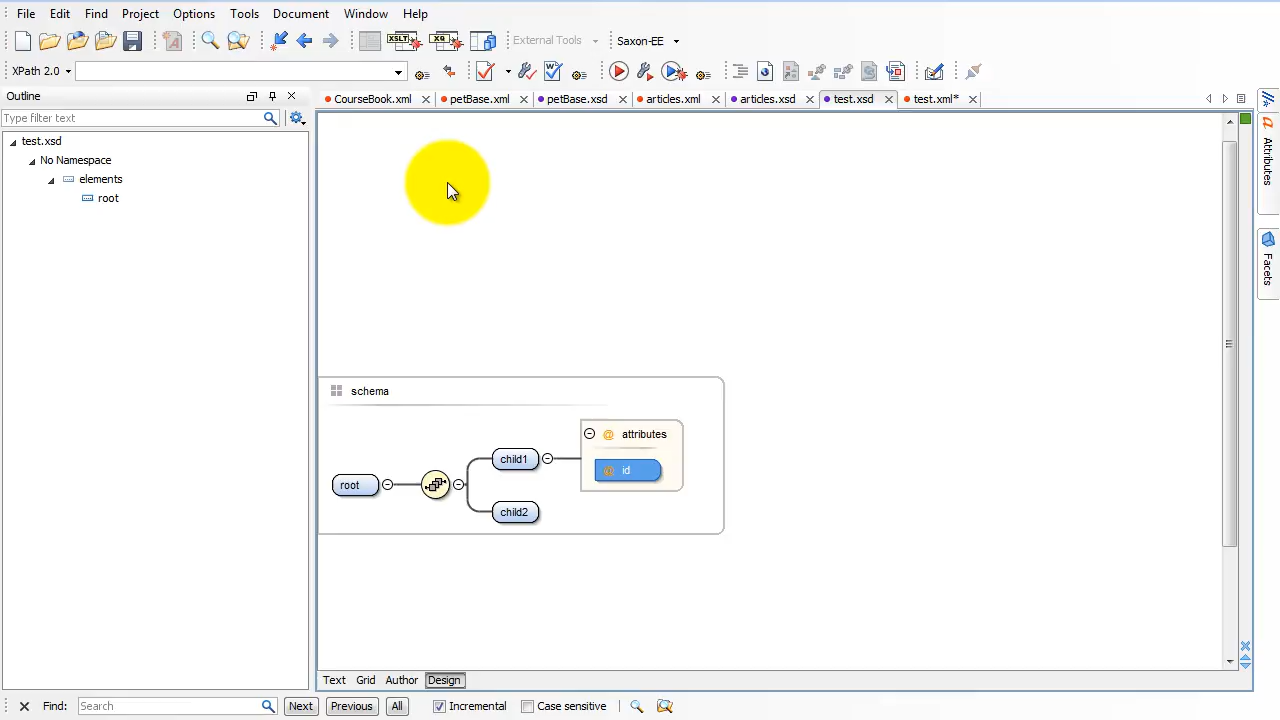 File Edit Find Project Options Tools Document Window Help
XSLT XQ External Tools Saxon-EE
XPath 2.0
Outline
CourseBook.xml petBase.xml petBase.xsd articles.xml articles.xsd test.xsd test.xml*
Type filter text
test.xsd
No Namespace
elements
root
schema
@ attributes
@ id
child1
root
child2
Attributes
Facets
Text Grid Author Design
Find: Search Next Previous All Incremental Case sensitive